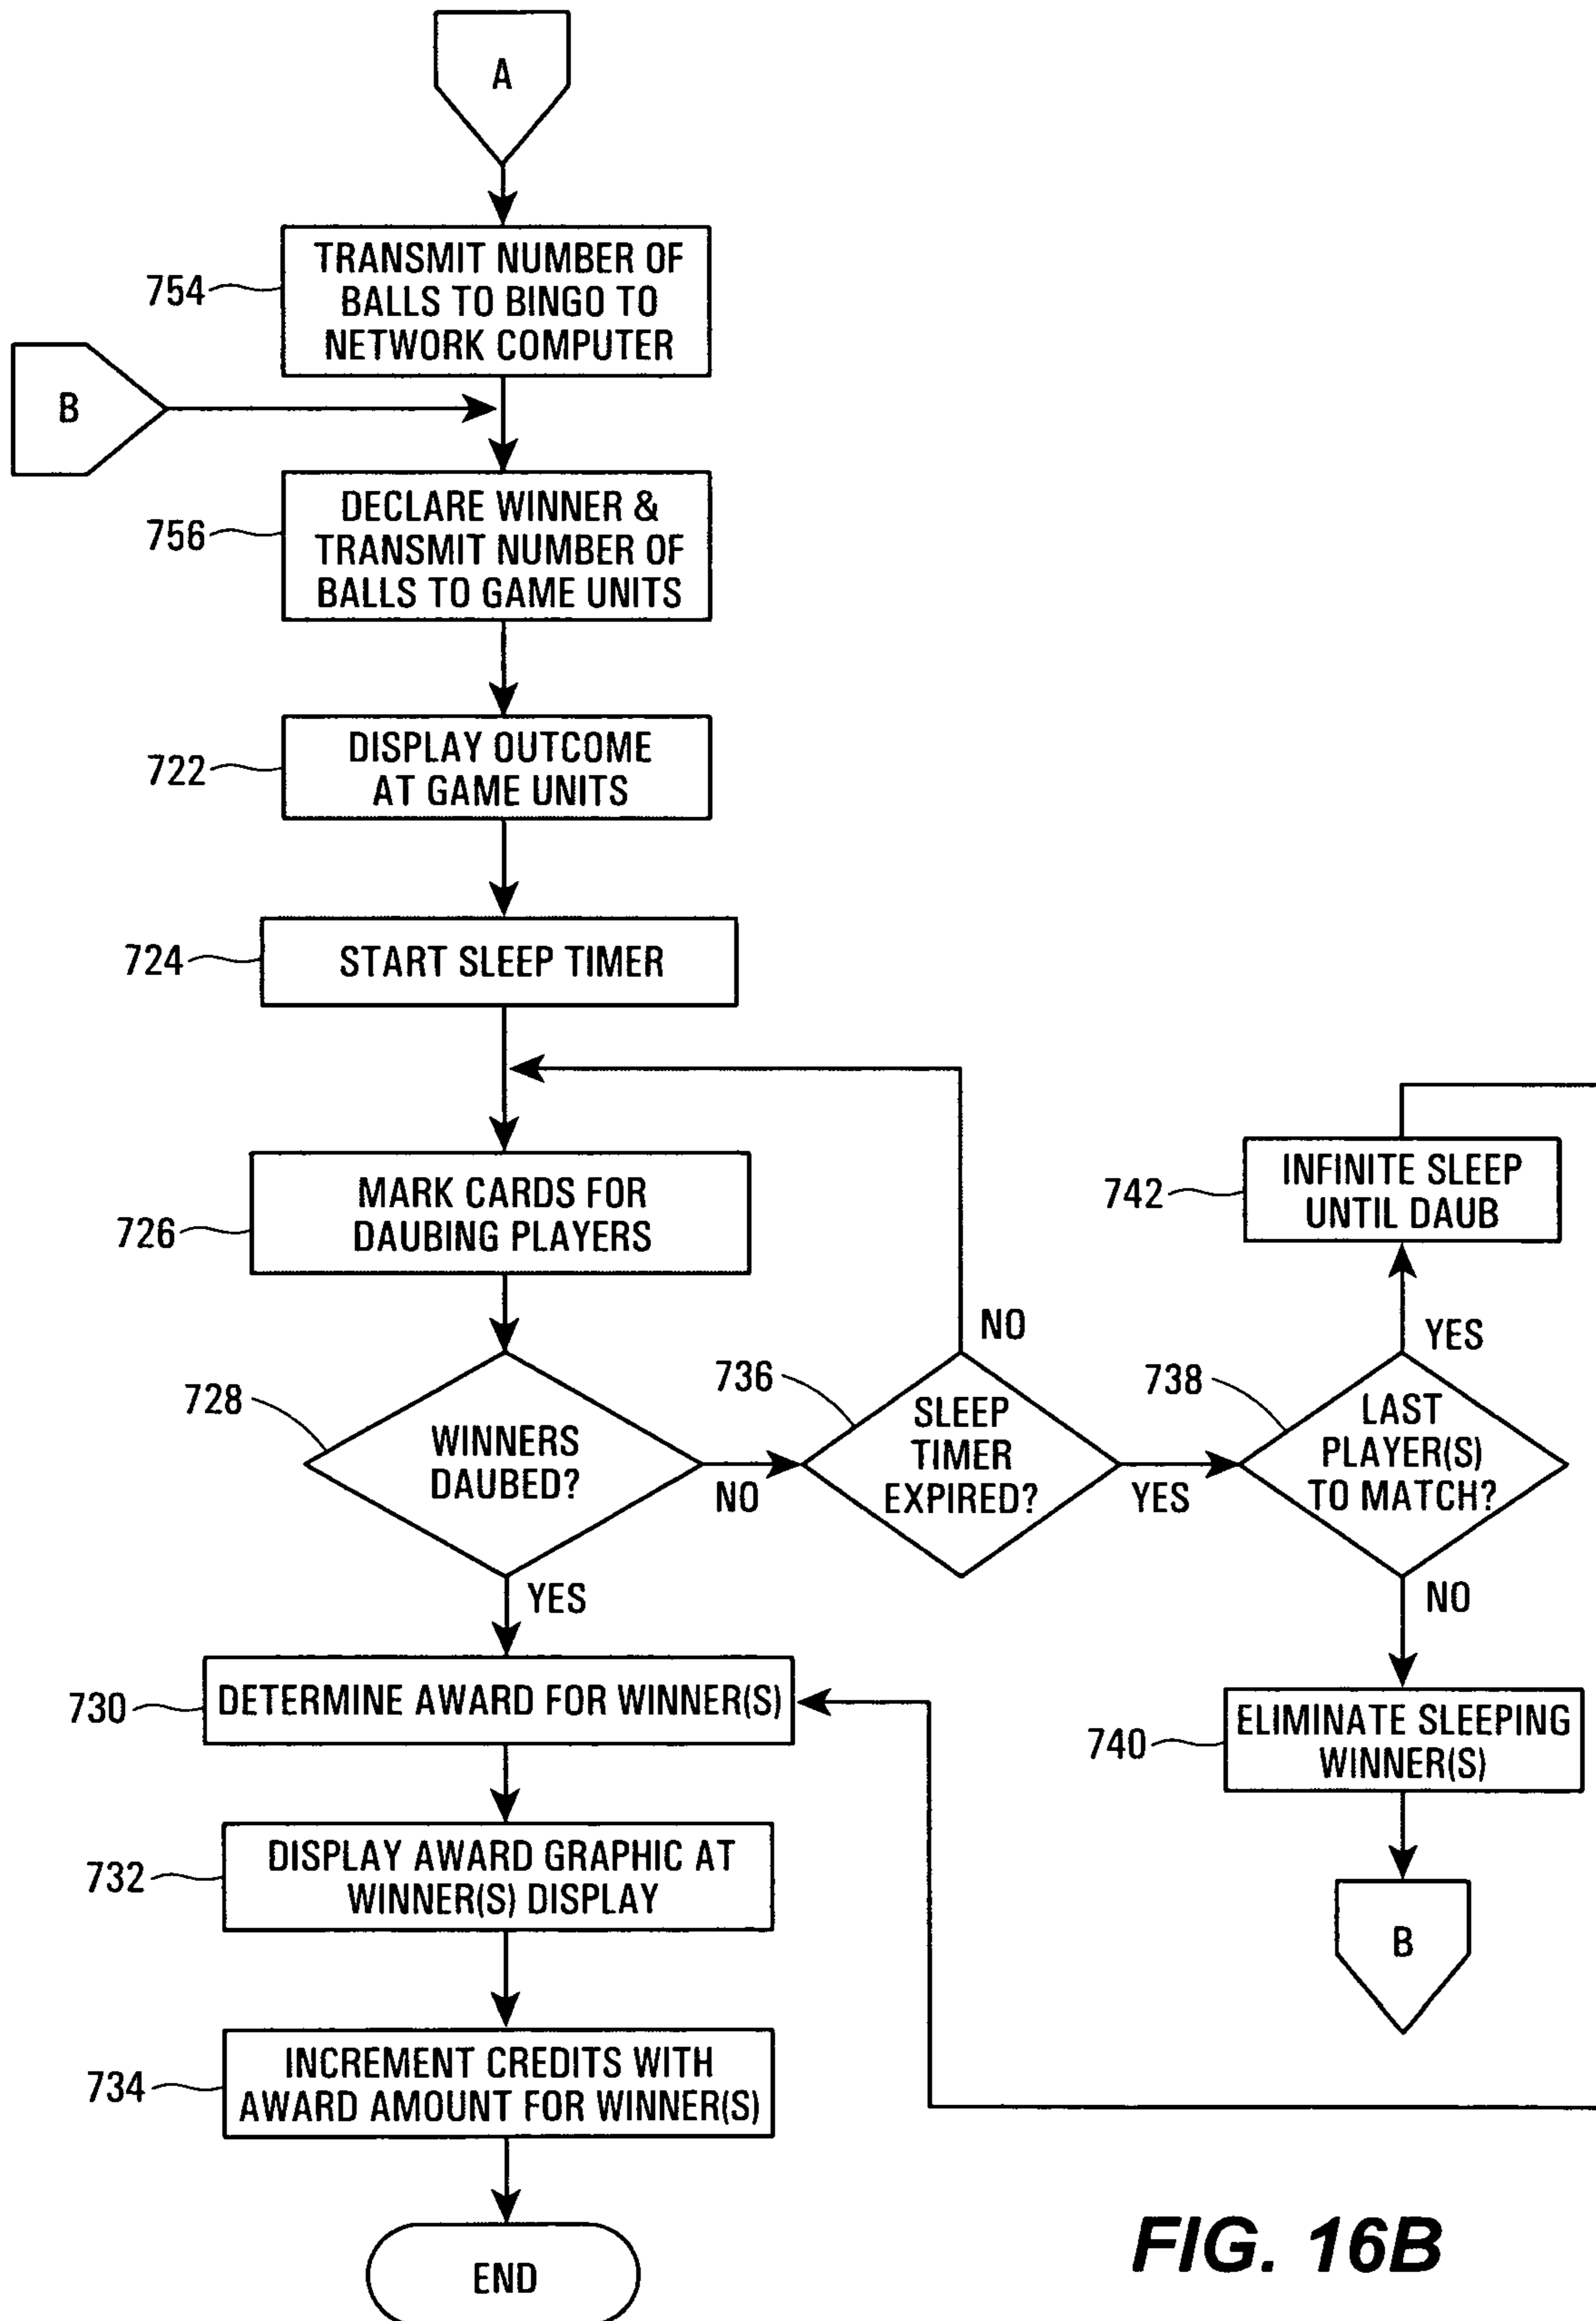 A
754
TRANSMIT NUMBER OF
BALLS TO BINGO TO
NETWORK COMPUTER
B
756
DECLARE WINNER &
TRANSMIT NUMBER OF
BALLS TO GAME UNITS
722
DISPLAY OUTCOME
AT GAME UNITS
724
START SLEEP TIMER
726
MARK CARDS FOR
DAUBING PLAYERS
742
INFINITE SLEEP
UNTIL DAUB
728
WINNERS
DAUBED?
NO
YES
736
SLEEP
TIMER
EXPIRED?
NO
YES
738
LAST
PLAYER(S)
TO MATCH?
YES
NO
730
DETERMINE AWARD FOR WINNER(S)
740
ELIMINATE SLEEPING
WINNER(S)
B
732
DISPLAY AWARD GRAPHIC AT
WINNER(S) DISPLAY
734
INCREMENT CREDITS WITH
AWARD AMOUNT FOR WINNER(S)
END
FIG. 16B